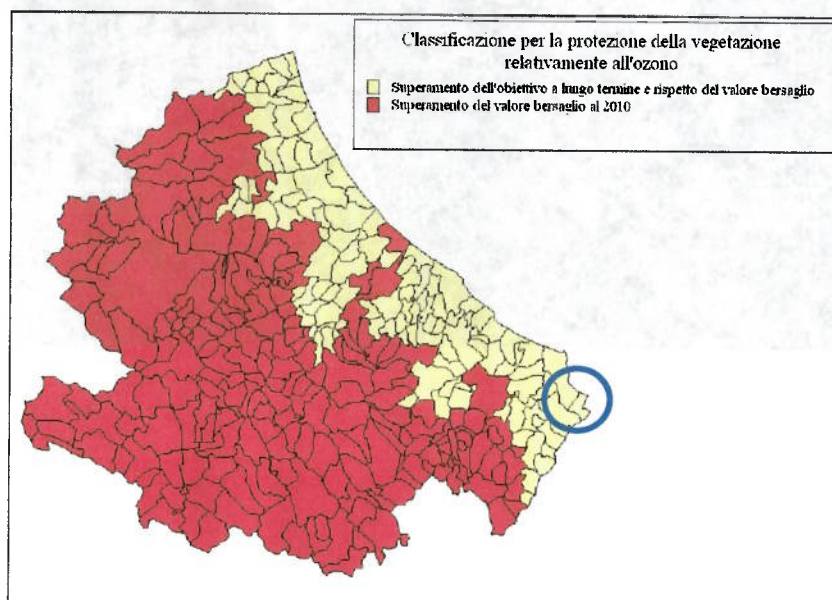 Classificazione per la protezione della vegetazione
relativamente all'ozono
Superamento dell'obiettivo a lungo termine e rispetto del valore bersaglio
Superamento del valore bersaglio al 2010